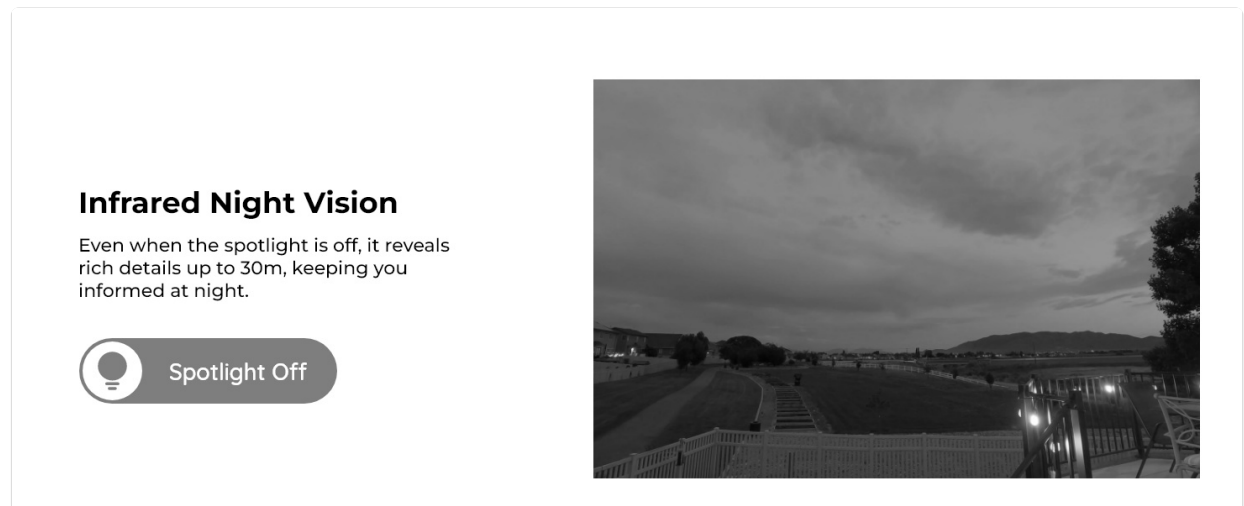 Infrared Night Vision
Even when the spotlight is off, it reveals
rich details up to 30m, keeping you
informed at night.
Spotlight Off